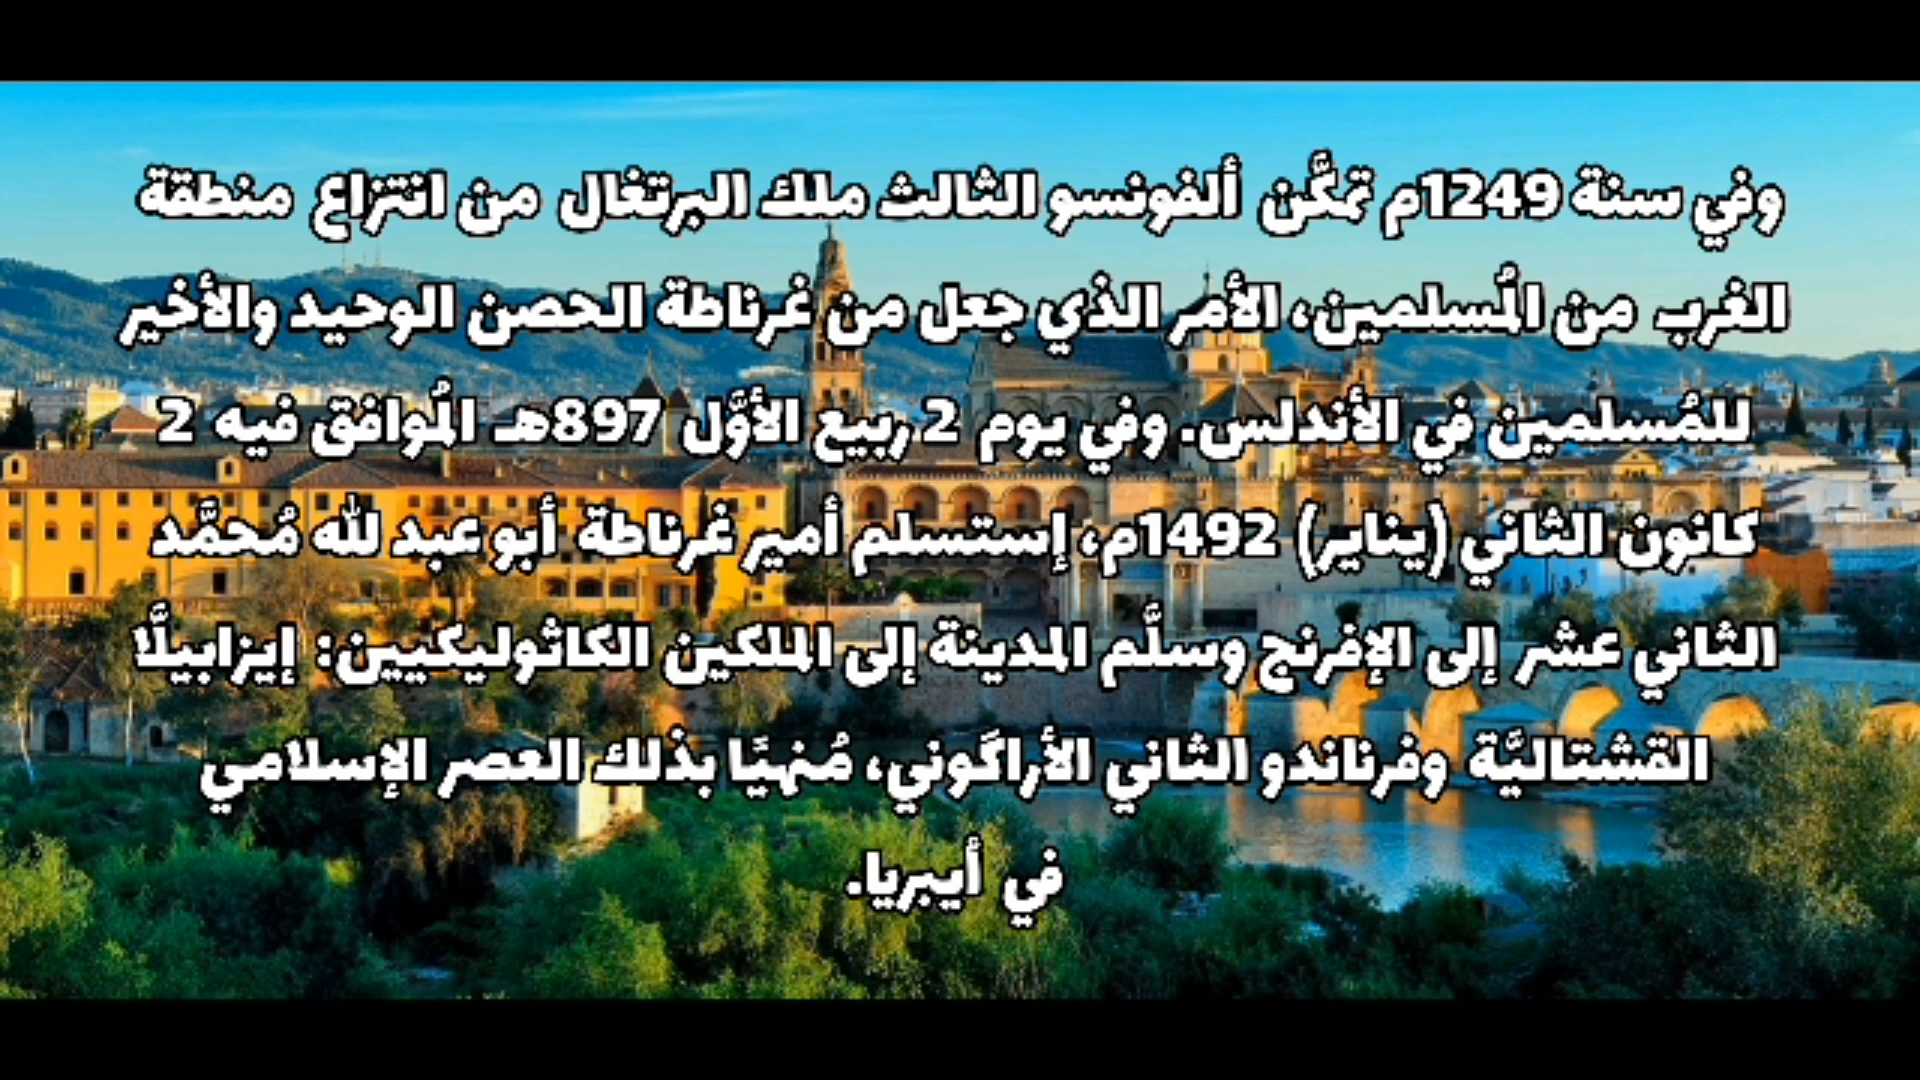 وفي سنة 1249م تمكَّن ألفونسو الثالث ملك البرتغال من انتزاع منطقة
الغرب من المُسلمين، الأمر الذي جعل من غرناطة الحصن الوحيد والأخير
للمُسلمين في الأندلس. وفي يوم 2 ربيع الأوَّل 897هـ المُوافق فيه 2
كانون الثاني (يناير) 1492م، إستسلم أمير غرناطة أبو عبد لله مُحمَّد
الثاني عشر إلى الإفرنج وسلَّم المدينة إلى الملكين الكاثوليكيين: إيزابيلَّا
القشتاليَّة وفرناندو الثاني الأراگوني، مُنهيًا بذلك العصر الإسلامي
في أيبريا.